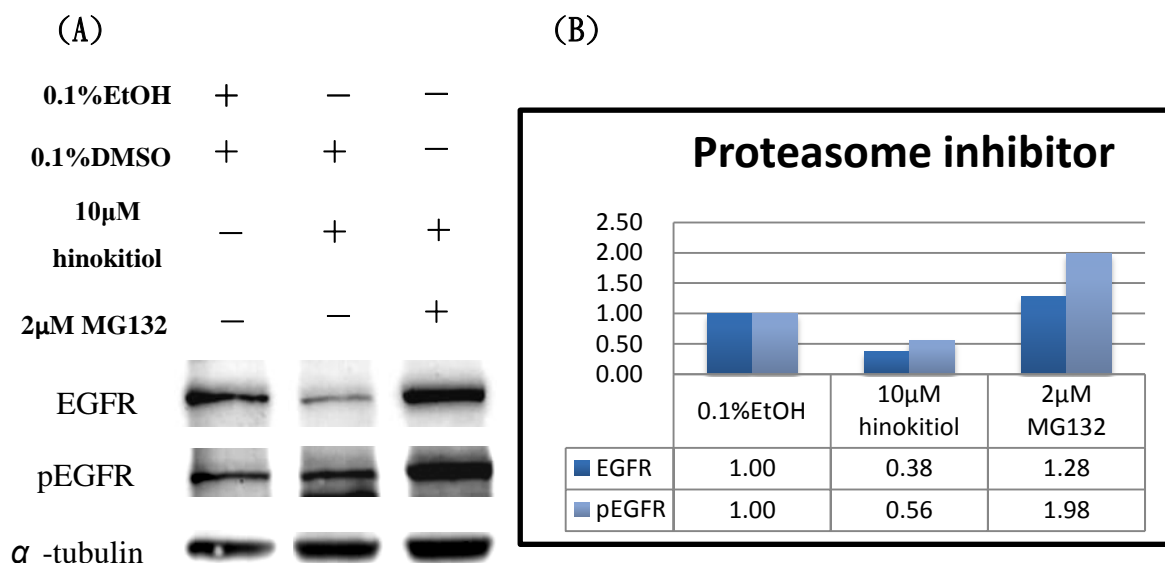 (A)
0.1%EtOH + － －
0.1%DMSO + + －
10μM
hinokitiol － + +
2μM MG132 － － +
EGFR
pEGFR
α -tubulin
(B)
Proteasome inhibitor
2.50
2.00
1.50
1.00
0.50
0.00
0.1%EtOH 10μM hinokitiol 2μM MG132
EGFR 1.00 0.38 1.28
pEGFR 1.00 0.56 1.98